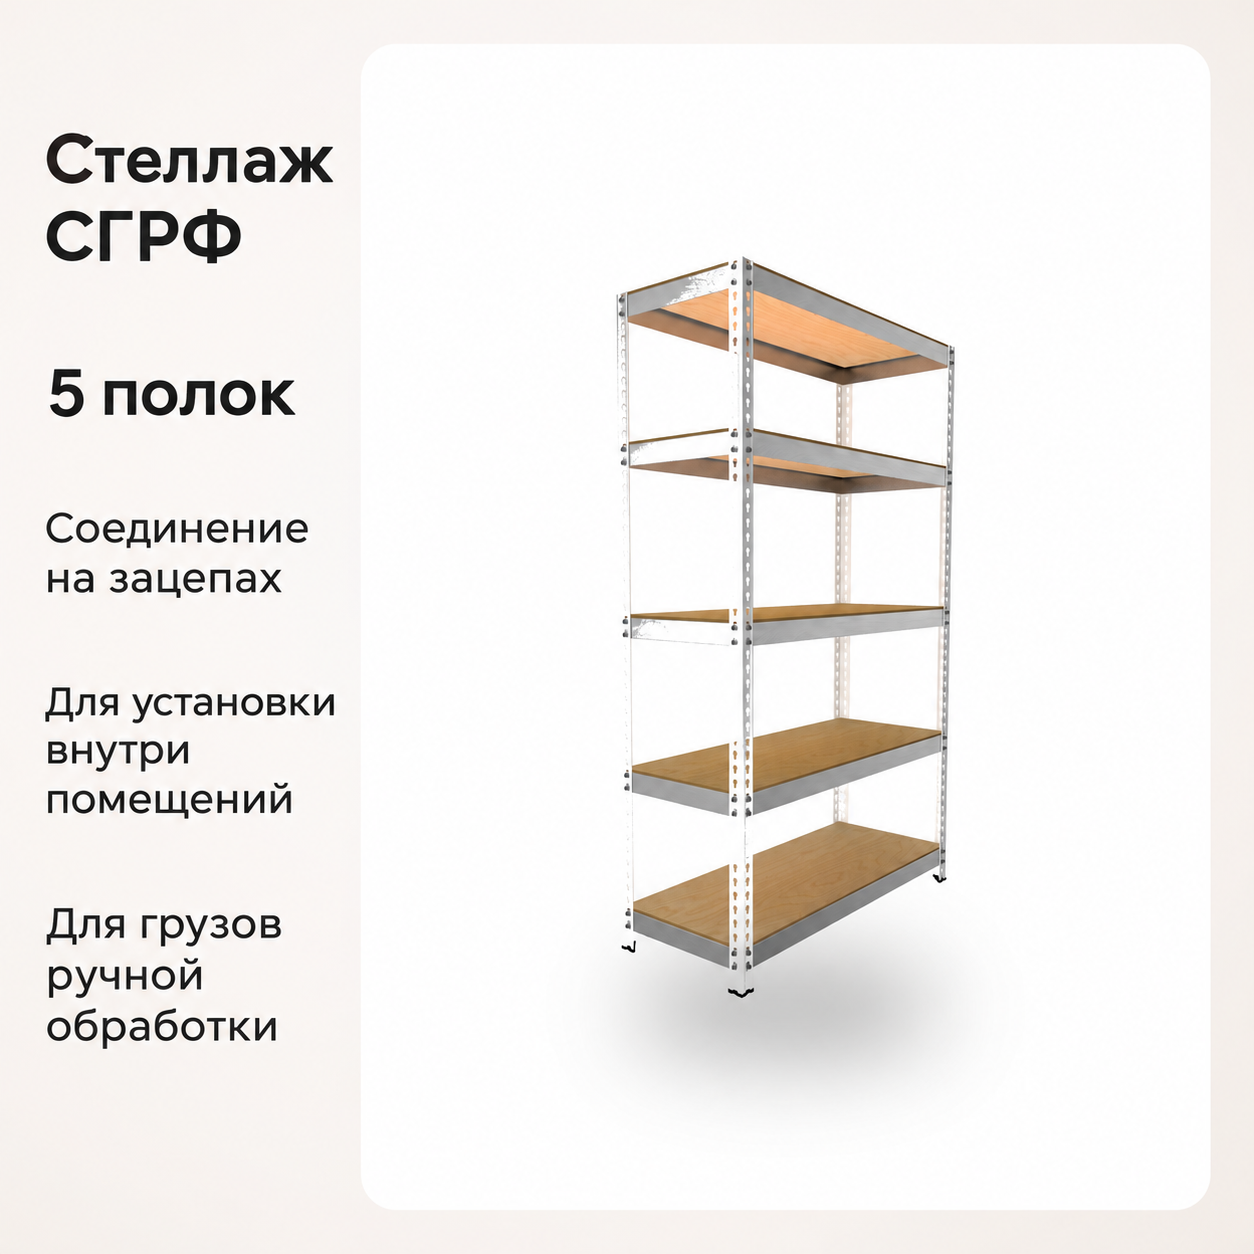 Стеллаж
СГРФ
5 полок
Соединение
на зацепах
Для установки
внутри
помещений
Для грузов
ручной
обработки